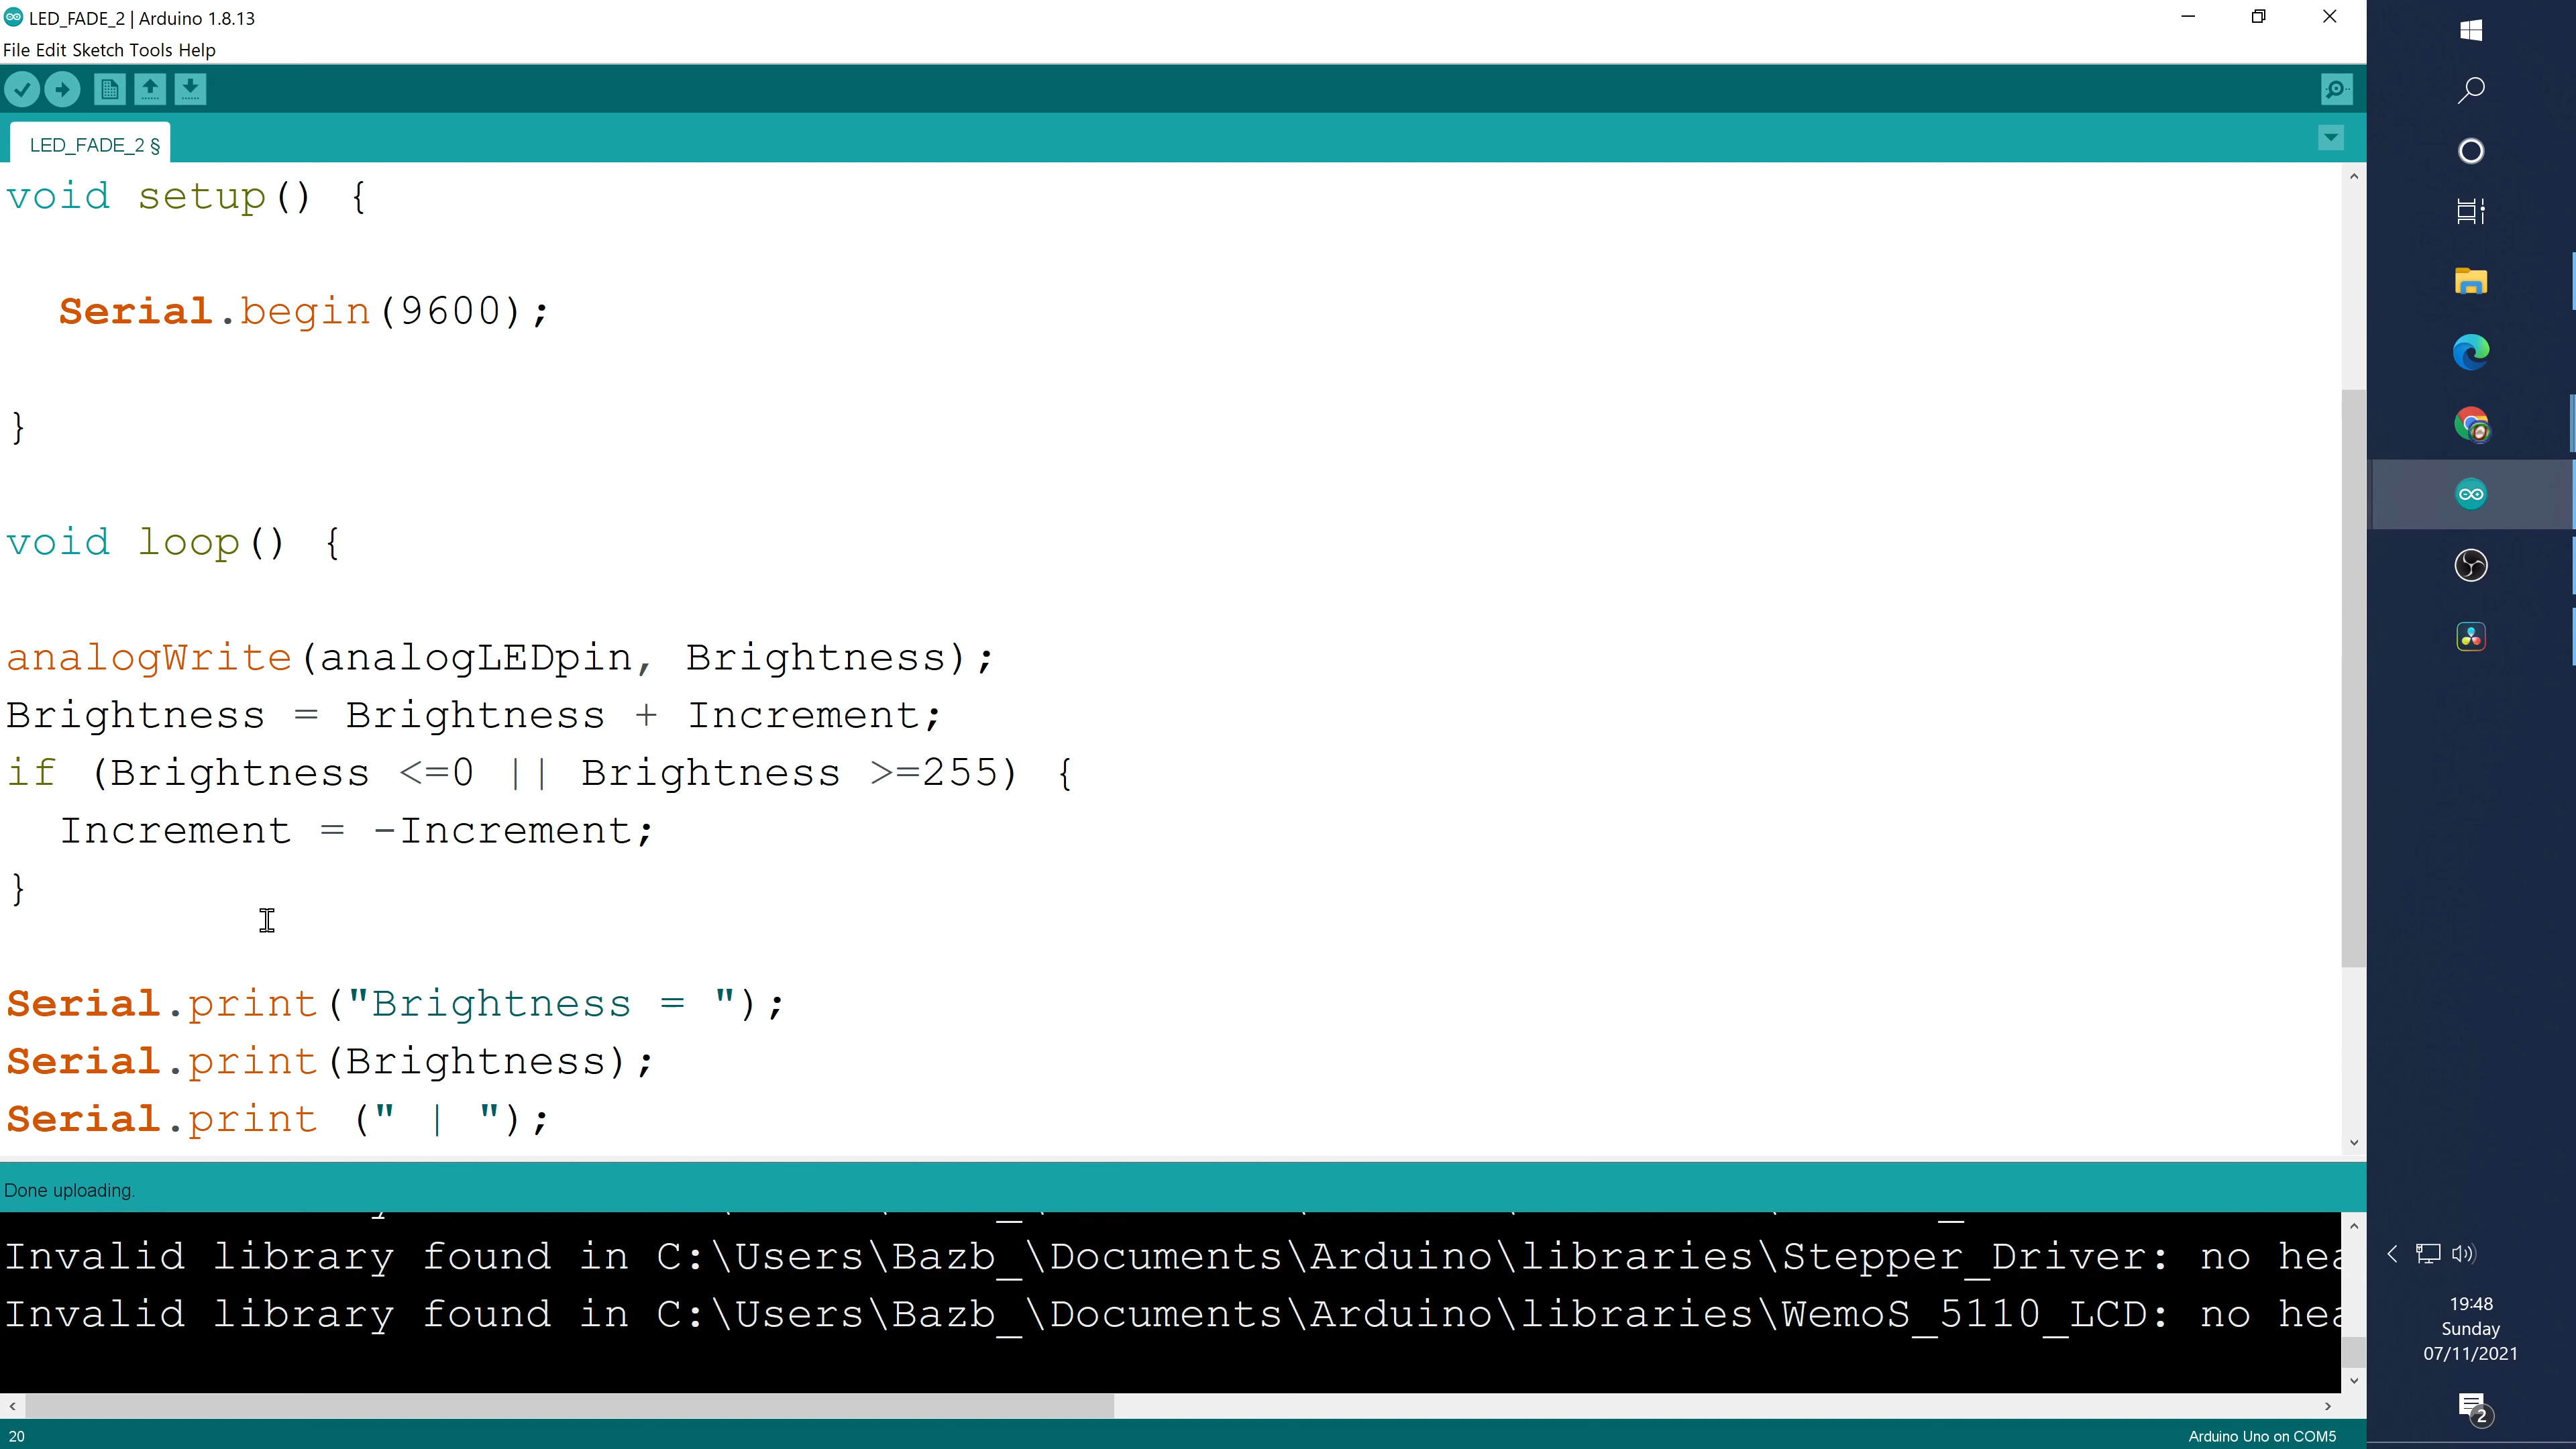 LED_FADE_2 | Arduino 1.8.13
File Edit Sketch Tools Help
LED_FADE_2 §
void setup() {
Serial.begin(9600);
}
void loop() {
analogWrite(analogLEDpin, Brightness);
Brightness = Brightness + Increment;
if (Brightness <=0 || Brightness >=255) {
Increment = -Increment;
}
Serial.print("Brightness = ");
Serial.print(Brightness);
Serial.print (" | ");
Done uploading.
Invalid library found in C:\Users\Bazb_\Documents\Arduino\libraries\Stepper_Driver: no hea
Invalid library found in C:\Users\Bazb_\Documents\Arduino\libraries\WemoS_5110_LCD: no hea
20
Arduino Uno on COM5
19:48
Sunday
07/11/2021
2